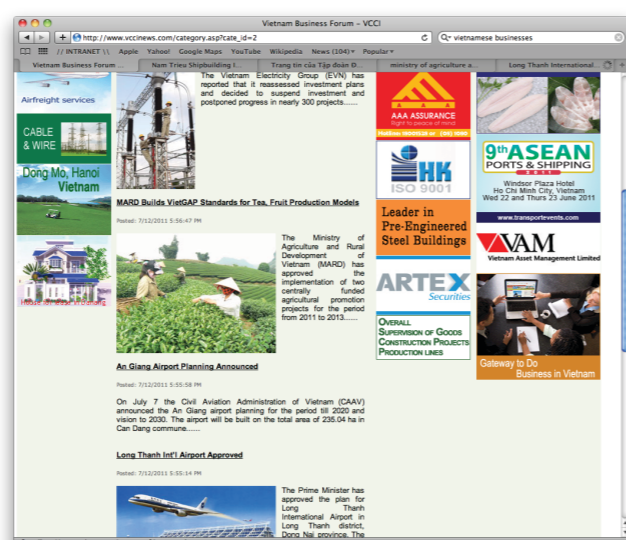 Vietnam Business Forum – VCCI
http://www.vccinews.com/category.asp?cate_id=2
vietnamese businesses
// INTRANET \\ Apple Yahoo! Google Maps YouTube Wikipedia News (104) Popular
Vietnam Business Forum ...
Nam Trieu Shipbuilding I...
Trang tin của Tập đoàn D...
ministry of agriculture a...
Long Thanh International...
Airfreight services
CABLE
& WIRE
Dong Mo, Hanoi
Vietnam
The Vietnam Electricity Group (EVN) has
reported that it reassessed investment plans
and decided to suspend investment and
postponed progress in nearly 300 projects......
MARD Builds VietGAP Standards for Tea, Fruit Production Models
Posted: 7/12/2011 5:56:47 PM
The Ministry of
Agriculture and Rural
Development of
Vietnam (MARD) has
approved the
implementation of two
centrally funded
agricultural promotion
projects for the period
from 2011 to 2013......
An Giang Airport Planning Announced
Posted: 7/12/2011 5:55:58 PM
On July 7 the Civil Aviation Administration of Vietnam (CAAV)
announced the An Giang airport planning for the period till 2020 and
vision to 2030. The airport will be built on the total area of 235.04 ha in
Can Dang commune......
Long Thanh Int'l Airport Approved
Posted: 7/12/2011 5:55:14 PM
The Prime Minister has
approved the plan for
Long Thanh
International Airport in
Long Thanh district,
Dong Nai province. The
AAA ASSURANCE
Right to peace of mind
HK
ISO 9001
Leader in
Pre-Engineered
Steel Buildings
ARTEX
Securities
OVERALL
SUPERVISION OF GOODS
CONSTRUCTION PROJECTS
PRODUCTION LINES
9th ASEAN
PORTS & SHIPPING
2011
Windsor Plaza Hotel
Ho Chi Minh City, Vietnam
Wed 22 and Thurs 23 June 2011
www.transportevents.com
VAM
Vietnam Asset Management Limited
Gateway to Do
Business in Vietnam